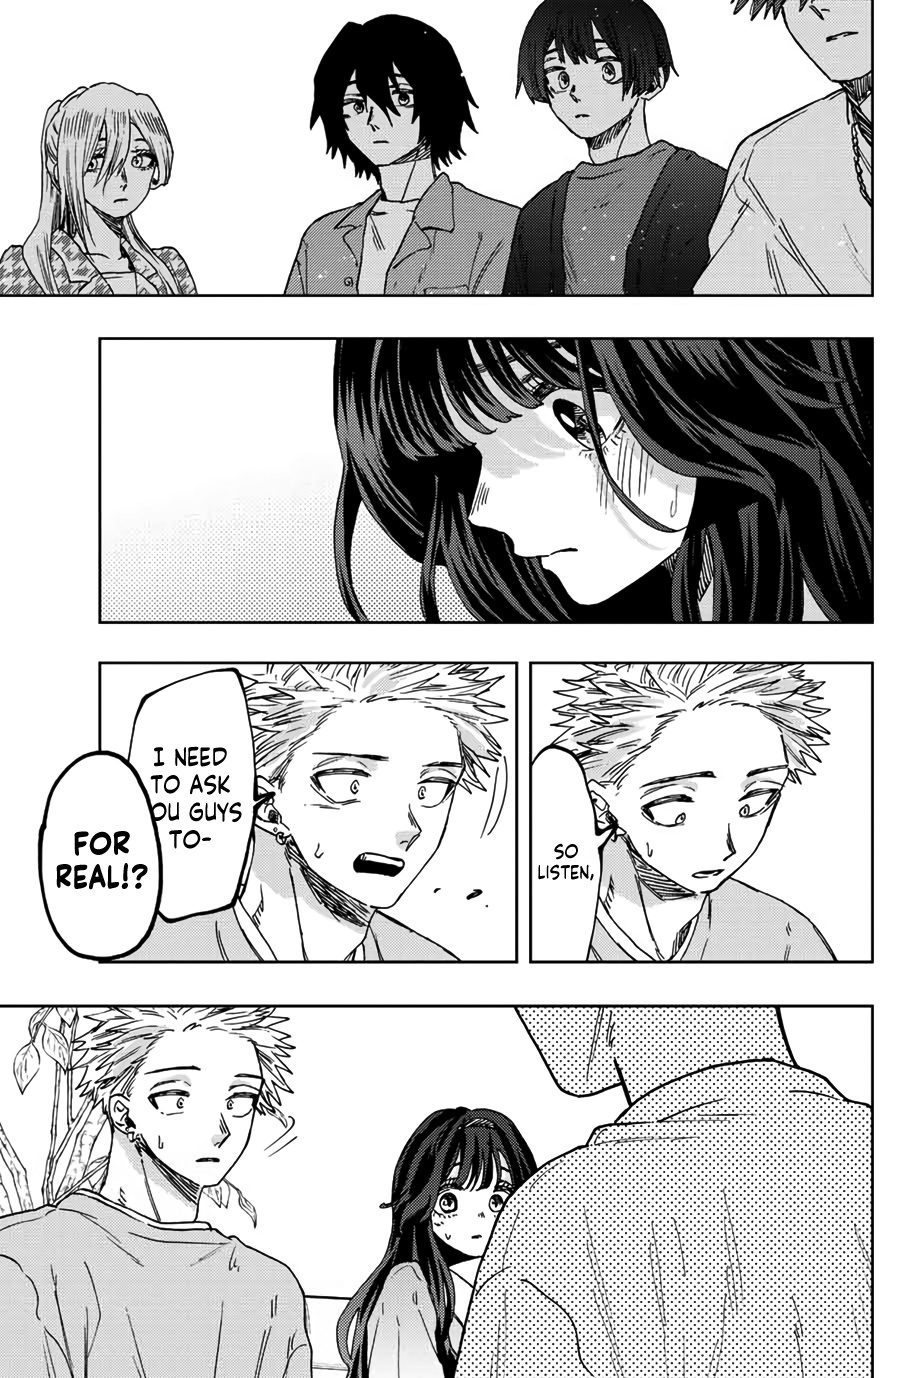 SO
LISTEN,
I NEED
TO ASK
OU GUYS
TO-
FOR
REAL!?